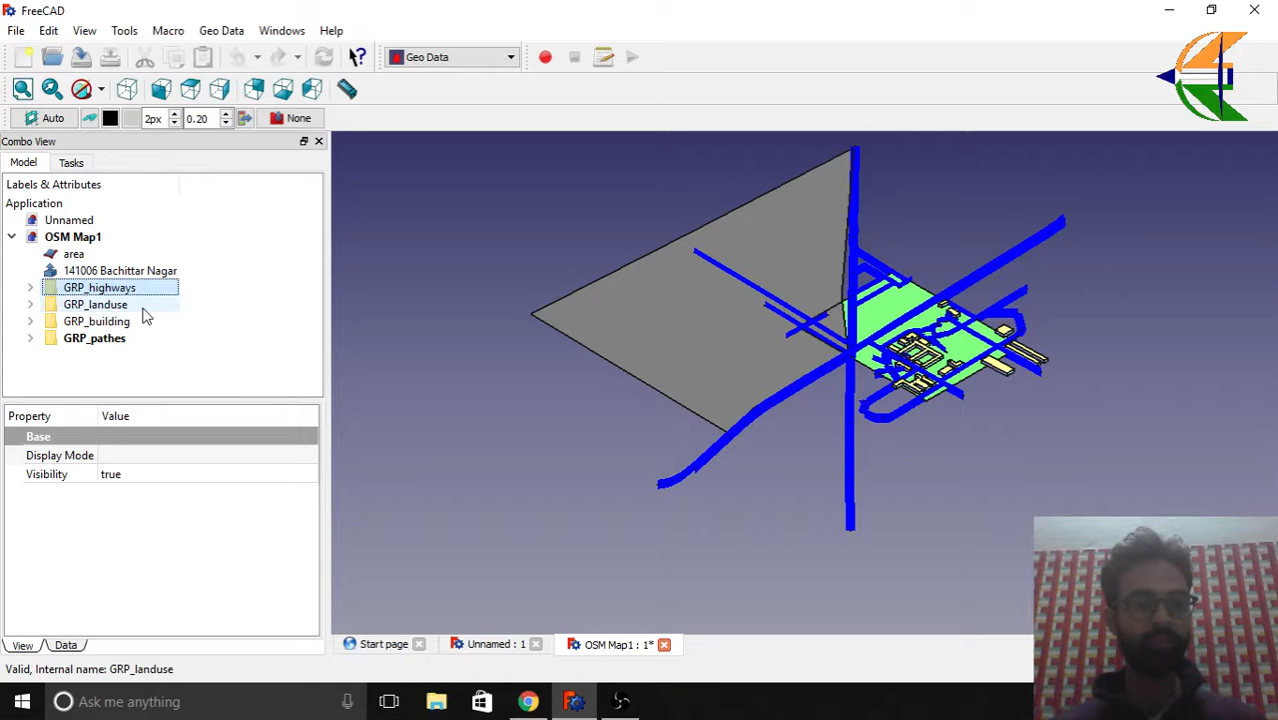 FreeCAD
File Edit View Tools Macro Geo Data Windows Help
Geo Data
Auto 2px 0.20 None
Combo View
Model Tasks
Labels & Attributes
Application
Unnamed
OSM Map1
area
141006 Bachittar Nagar
GRP_highways
GRP_landuse
GRP_building
GRP_pathes
Property Value
Base
Display Mode
Visibility true
View Data
Start page Unnamed : 1 OSM Map1 : 1*
Valid, Internal name: GRP_landuse
Ask me anything